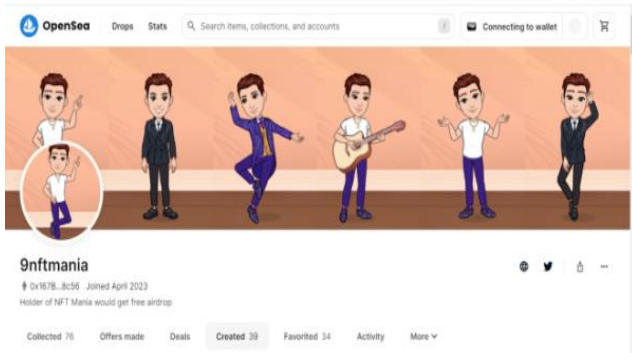 OpenSea Drops Stats Search items, collections, and accounts / Connecting to wallet
9nftmania
0x167B...8c56 Joined April 2023
Holder of NFT Mania would get free airdrop
Collected 76 Offers made Deals Created 39 Favorited 34 Activity More